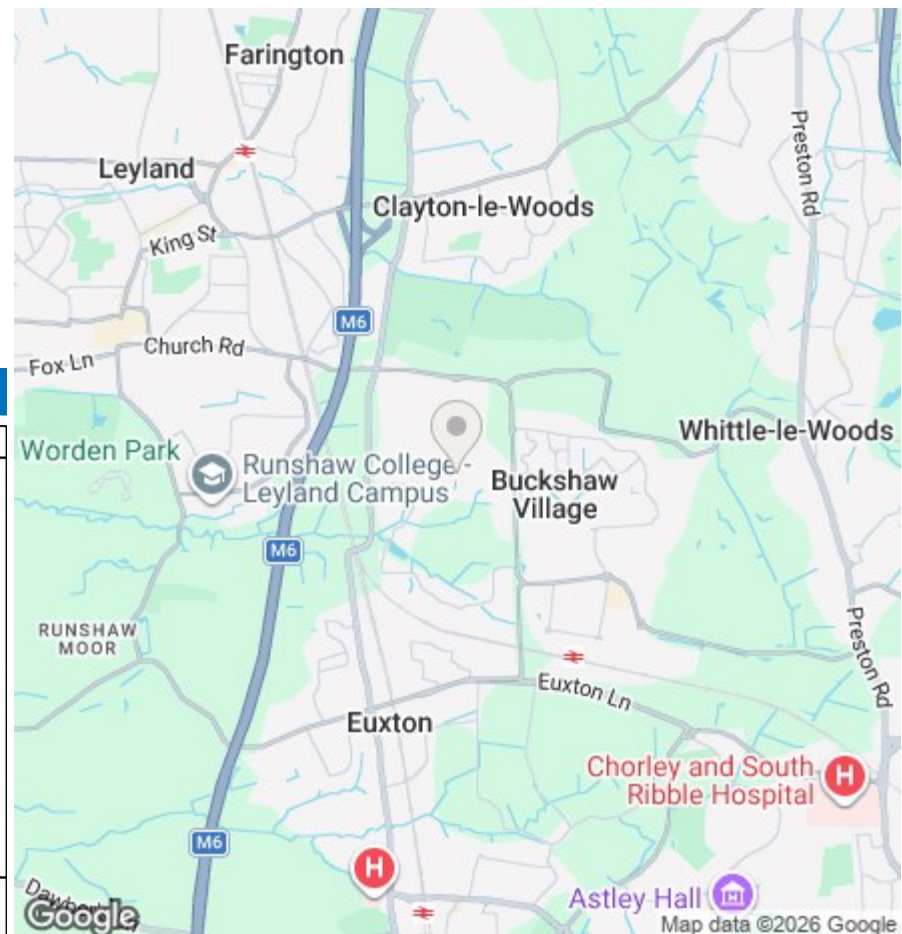 Farington
Leyland
Preston Rd
Clayton-le-Woods
King St
M6
Church Rd
Fox Ln
Worden Park
Runshaw College -
Leyland Campus
Whittle-le-Woods
Buckshaw
Village
M6
RUNSHAW
MOOR
Preston Rd
Euxton Ln
Euxton
Chorley and South
Ribble Hospital
H
M6
H
Astley Hall
Google
Map data ©2026 Google